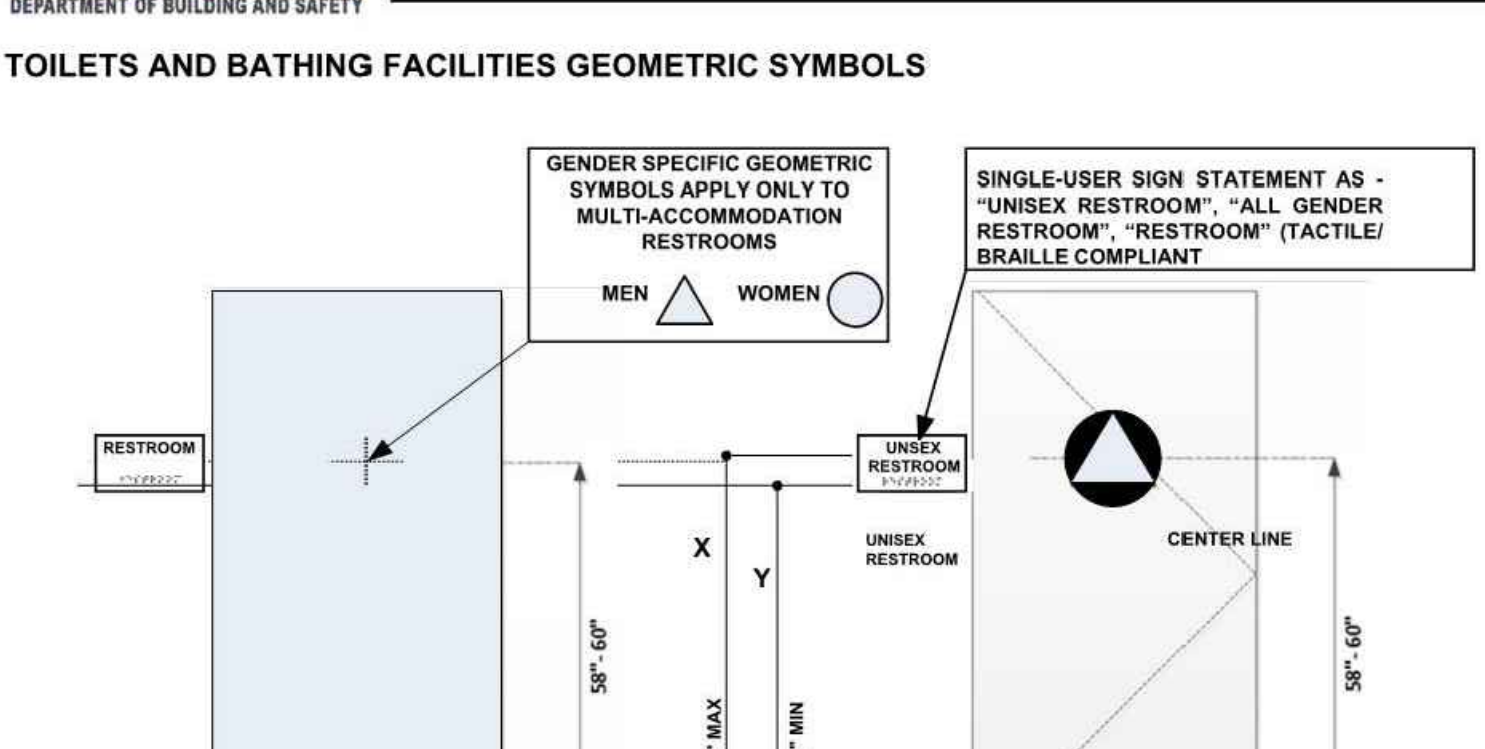 DEPARTMENT OF BUILDING AND SAFETY
TOILETS AND BATHING FACILITIES GEOMETRIC SYMBOLS
GENDER SPECIFIC GEOMETRIC
SYMBOLS APPLY ONLY TO
MULTI-ACCOMMODATION
RESTROOMS
MEN
WOMEN
SINGLE-USER SIGN STATEMENT AS -
“UNISEX RESTROOM”, “ALL GENDER
RESTROOM”, “RESTROOM” (TACTILE/
BRAILLE COMPLIANT
RESTROOM
UNSEX
RESTROOM
UNISEX
RESTROOM
CENTER LINE
X
Y
58"- 60"
" MAX
" MIN
58"- 60"